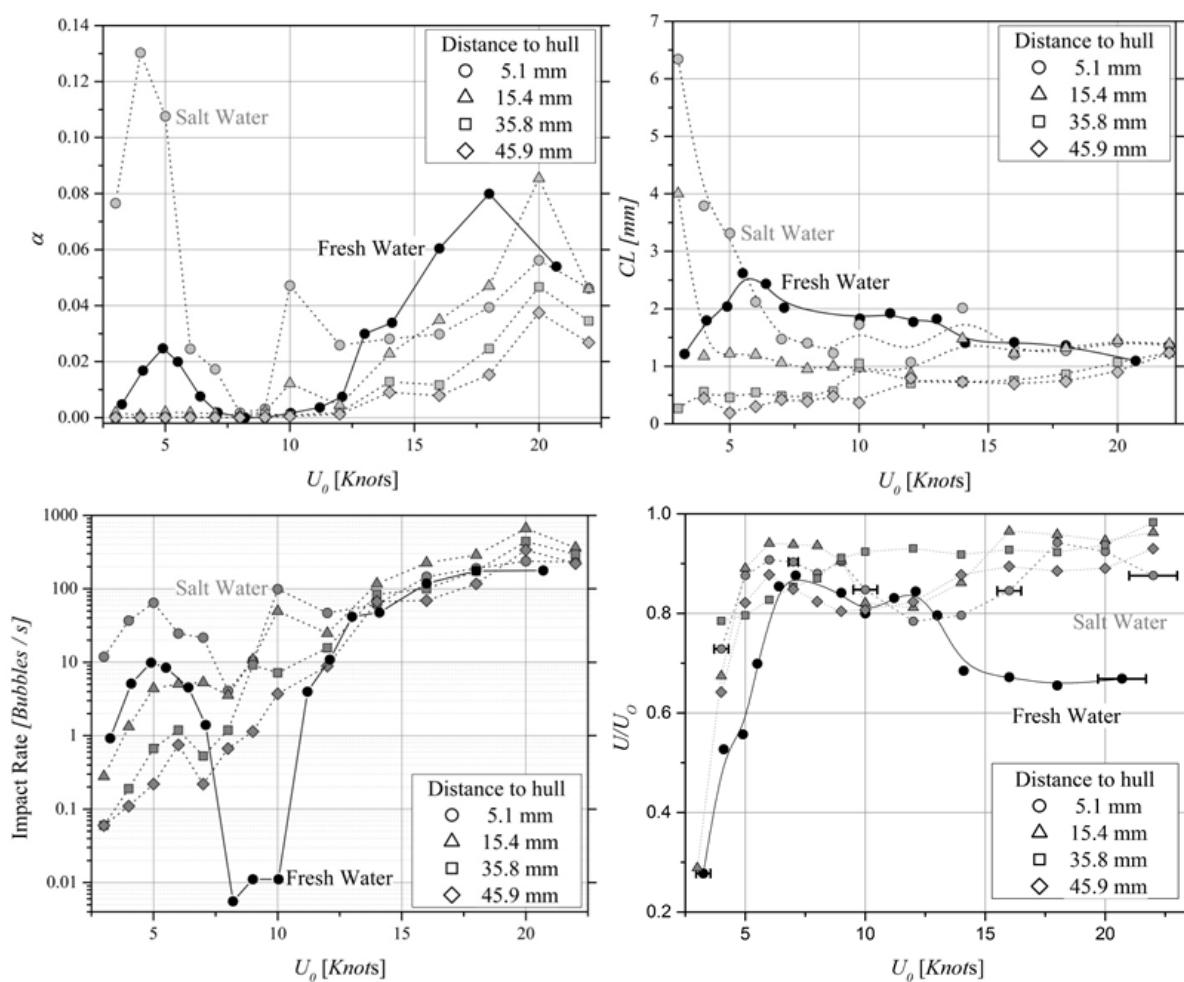 0.14
0.12
0.10
0.08
0.06
0.04
0.02
0.00
α
5
10
15
20
U0 [Knots]
Distance to hull
5.1 mm
15.4 mm
35.8 mm
45.9 mm
Salt Water
Fresh Water
7
6
5
4
3
2
1
0
CL [mm]
5
10
15
20
U0 [Knots]
Distance to hull
5.1 mm
15.4 mm
35.8 mm
45.9 mm
Salt Water
Fresh Water
1000
100
10
1
0.1
0.01
Impact Rate [Bubbles / s]
5
10
15
20
U0 [Knots]
Salt Water
Fresh Water
Distance to hull
5.1 mm
15.4 mm
35.8 mm
45.9 mm
1.0
0.8
0.6
0.4
0.2
U/UO
5
10
15
20
U0 [Knots]
Salt Water
Fresh Water
Distance to hull
5.1 mm
15.4 mm
35.8 mm
45.9 mm